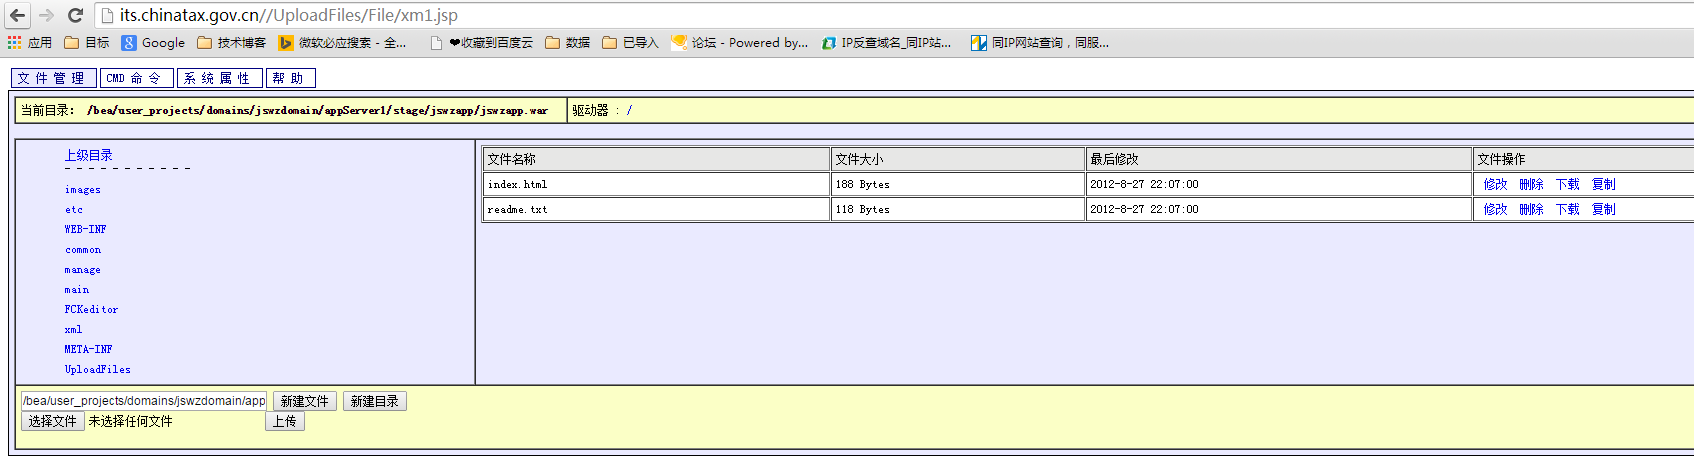 its.chinatax.gov.cn//UploadFiles/File/xm1.jsp
应用 目标 Google 技术博客 微软必应搜索 - 全... ❤收藏到百度云 数据 已导入 论坛 - Powered by... IP反查域名_同IP站... 同IP网站查询，同服...
文件管理 CMD命令 系统属性 帮助
当前目录: /bea/user_projects/domains/jswzdomain/appServer1/stage/jswzapp/jswzapp.war 驱动器 : /
上级目录
- - - - - - - - - - -
images
etc
WEB-INF
common
manage
main
FCKeditor
xml
META-INF
UploadFiles
文件名称 文件大小 最后修改 文件操作
index.html 188 Bytes 2012-8-27 22:07:00 修改 删除 下载 复制
readme.txt 118 Bytes 2012-8-27 22:07:00 修改 删除 下载 复制
/bea/user_projects/domains/jswzdomain/app 新建文件 新建目录
选择文件 未选择任何文件 上传